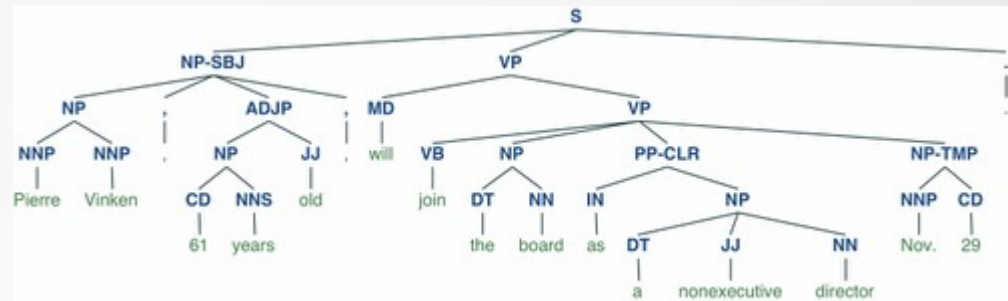 S
NP-SBJ VP .
NP , ADJP , MD VP .
NNP NNP , NP JJ , will VB NP PP-CLR NP-TMP
Pierre Vinken CD NNS old join DT NN IN NP NNP CD
61 years the board as DT JJ NN Nov. 29
a nonexecutive director